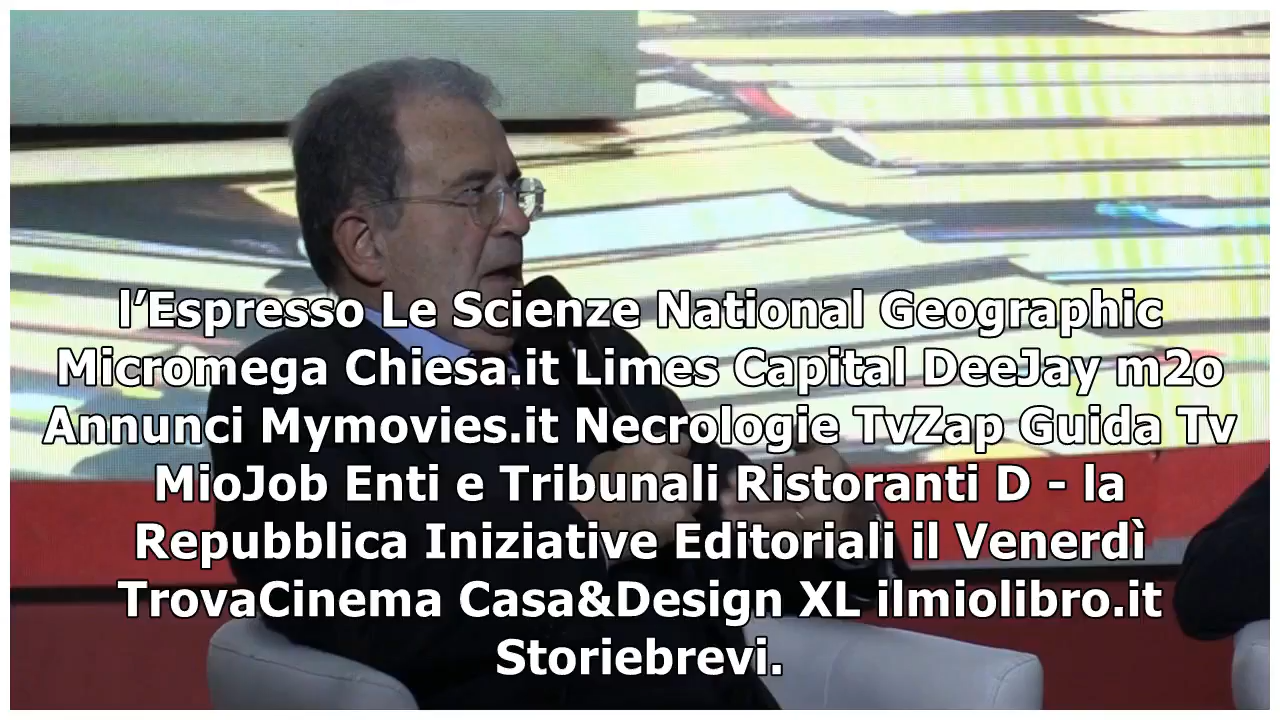 l’Espresso Le Scienze National Geographic
Micromega Chiesa.it Limes Capital DeeJay m2o
Annunci Mymovies.it Necrologie TvZap Guida Tv
MioJob Enti e Tribunali Ristoranti D - la
Repubblica Iniziative Editoriali il Venerdì
TrovaCinema Casa&Design XL ilmiolibro.it
Storiebrevi.